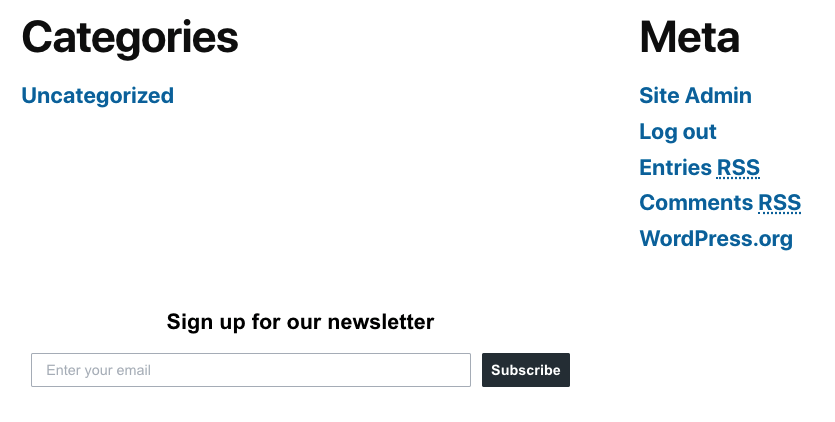 Categories
Uncategorized
Meta
Site Admin
Log out
Entries RSS
Comments RSS
WordPress.org
Sign up for our newsletter
Enter your email
Subscribe